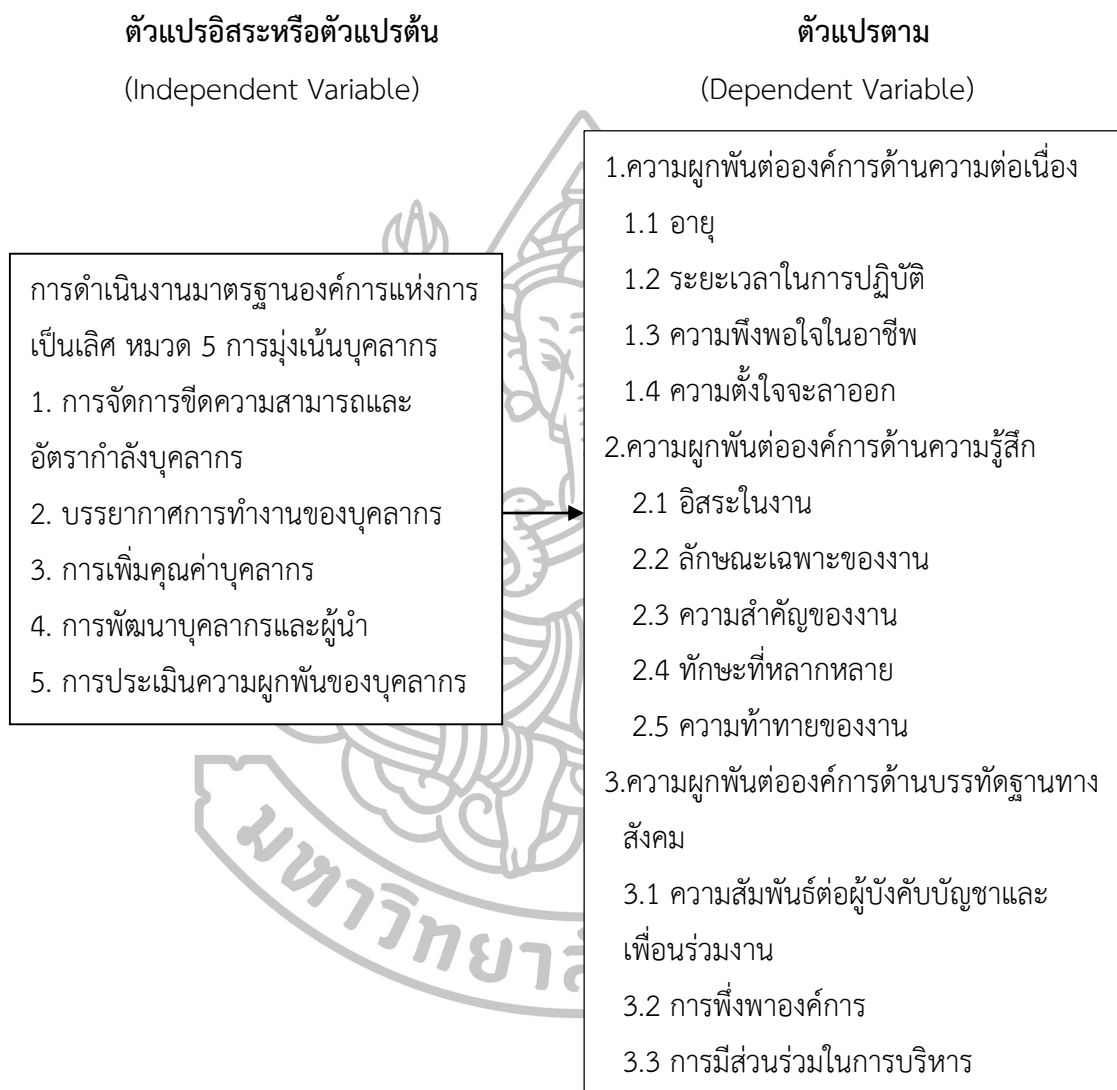 ตัวแปรอิสระหรือตัวแปรต้น
(Independent Variable)
การดำเนินงานมาตรฐานองค์การแห่งการ
เป็นเลิศ หมวด 5 การมุ่งเน้นบุคลากร
1. การจัดการขีดความสามารถและ
อัตรากำลังบุคลากร
2. บรรยากาศการทำงานของบุคลากร
3. การเพิ่มคุณค่าบุคลากร
4. การพัฒนาบุคลากรและผู้นำ
5. การประเมินความผูกพันของบุคลากร
ตัวแปรตาม
(Dependent Variable)
1.ความผูกพันต่อองค์การด้านความต่อเนื่อง
1.1 อายุ
1.2 ระยะเวลาในการปฏิบัติ
1.3 ความพึงพอใจในอาชีพ
1.4 ความตั้งใจจะลาออก
2.ความผูกพันต่อองค์การด้านความรู้สึก
2.1 อิสระในงาน
2.2 ลักษณะเฉพาะของงาน
2.3 ความสำคัญของงาน
2.4 ทักษะที่หลากหลาย
2.5 ความท้าทายของงาน
3.ความผูกพันต่อองค์การด้านบรรทัดฐานทาง
สังคม
3.1 ความสัมพันธ์ต่อผู้บังคับบัญชาและ
เพื่อนร่วมงาน
3.2 การพึ่งพาองค์การ
3.3 การมีส่วนร่วมในการบริหาร
มหาวิทยาลั